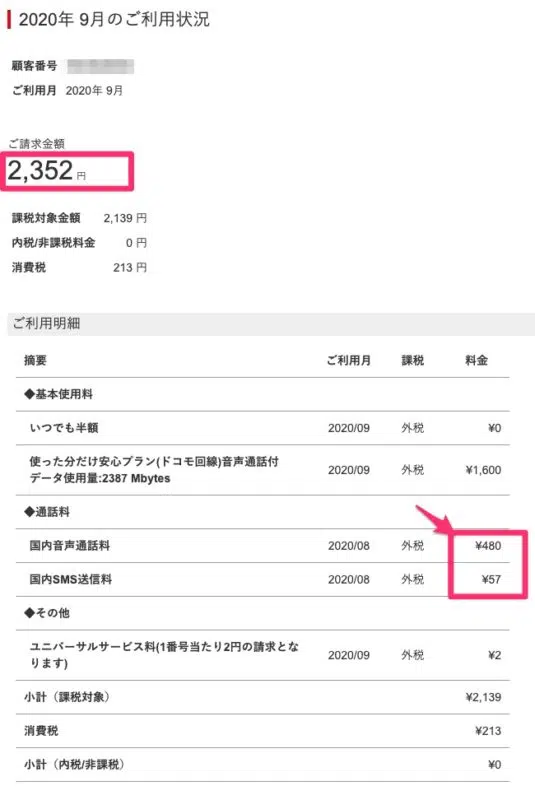 2020年 9月のご利用状況
顧客番号
ご利用月 2020年 9月
ご請求金額
2,352 円
課税対象金額 2,139 円
内税/非課税料金 0 円
消費税 213 円
ご利用明細
摘要 ご利用月 課税 料金
◆基本使用料
いつでも半額 2020/09 外税 ¥0
使った分だけ安心プラン(ドコモ回線)音声通話付
データ使用量:2387 Mbytes 2020/09 外税 ¥1,600
◆通話料
国内音声通話料 2020/08 外税 ¥480
国内SMS送信料 2020/08 外税 ¥57
◆その他
ユニバーサルサービス料(1番号当たり2円の請求とな
ります) 2020/09 外税 ¥2
小計（課税対象） ¥2,139
消費税 ¥213
小計（内税/非課税） ¥0